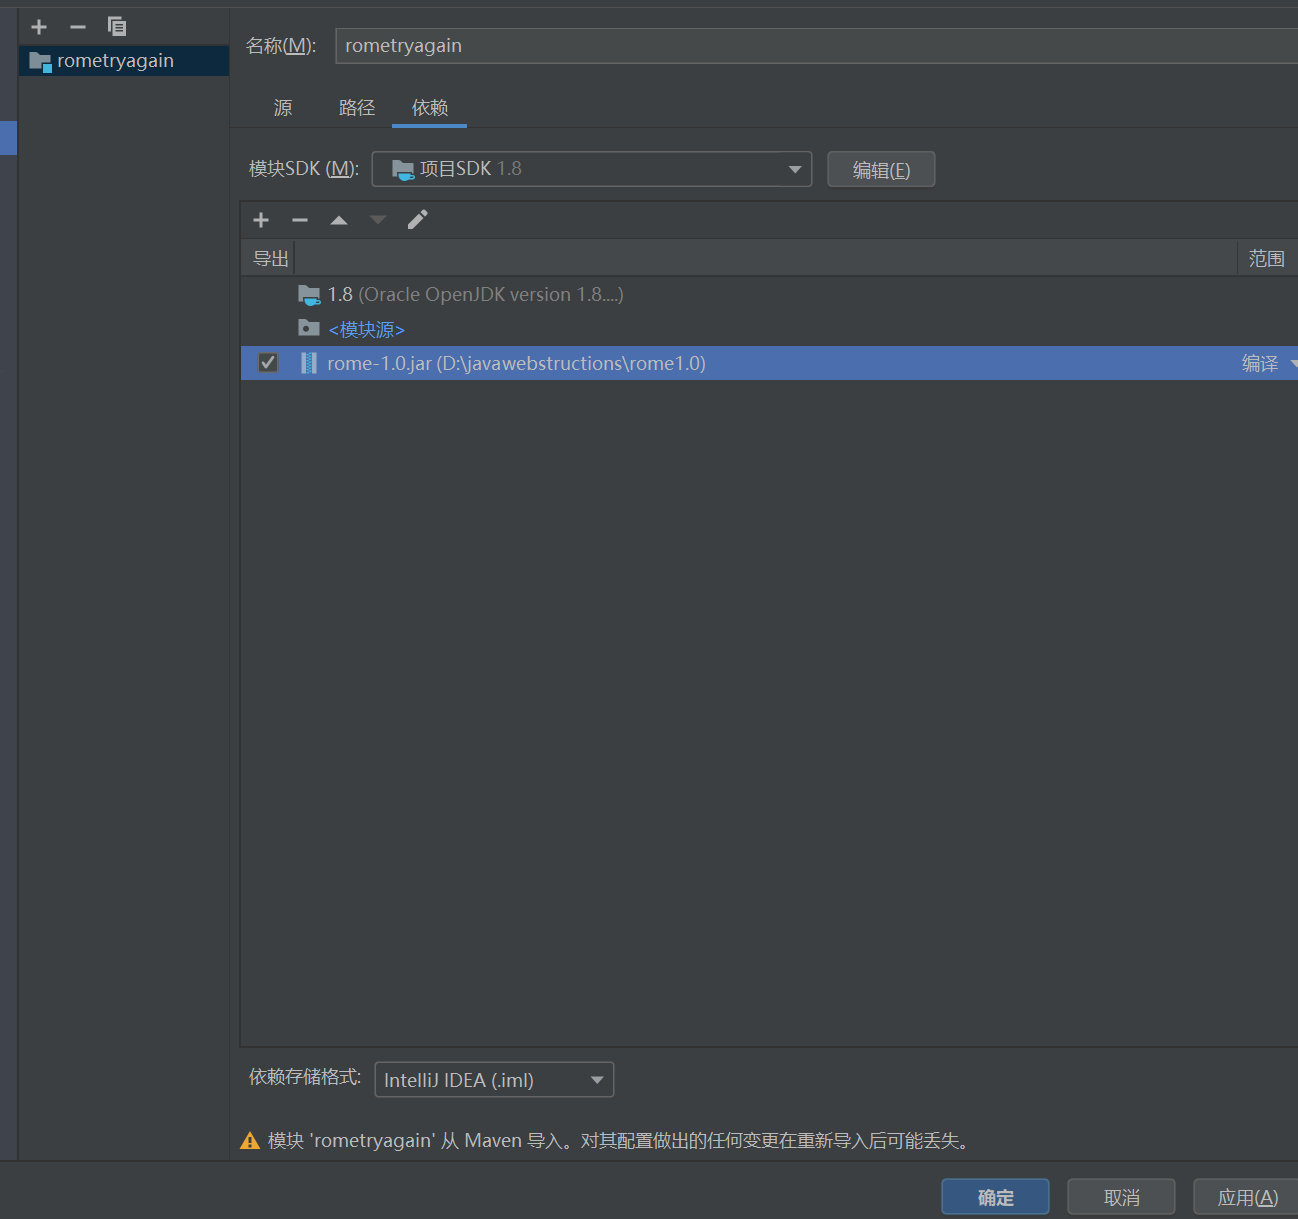 rometryagain
名称(M):
rometryagain
源
路径
依赖
模块SDK (M):
项目SDK 1.8
编辑(E)
导出
范围
1.8 (Oracle OpenJDK version 1.8....)
<模块源>
rome-1.0.jar (D:\javawebstructions\rome1.0)
编译
依赖存储格式:
IntelliJ IDEA (.iml)
模块 'rometryagain' 从 Maven 导入。对其配置做出的任何变更在重新导入后可能丢失。
确定
取消
应用(A)